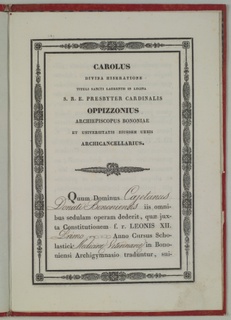 CAROLUS
DIVINA MISERATIONE
TITULI SANCTI LAURENTII IN LUCINA
S. R. E. PRESBYTER CARDINALIS
OPPIZZONIUS
ARCHIEPISCOPUS BONONIAE
ET UNIVERSITATIS EJUSDEM URBIS
ARCHICANCELLARIUS.
Quum Dominus Cajetanus
Donati Bononiensis iis omni-
bus sedulam operam dederit, quae jux-
ta Constitutionem f. r. LEONIS XII.
Primo Anno Cursus Scho-
lastici Medicinae Veterinariae in Bono-
niensi Archigymnasio traduntur,